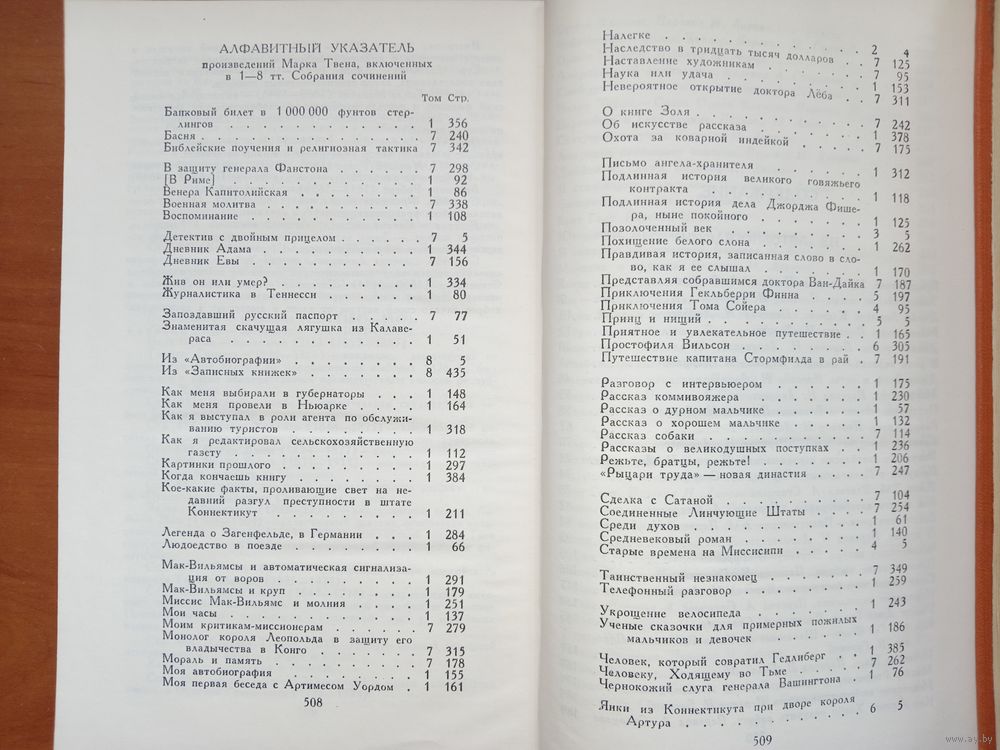 АЛФАВИТНЫЙ УКАЗАТЕЛЬ
произведений Марка Твена, включенных
в 1—8 тт. Собрания сочинений
Том Стр.
Банковый билет в 1 000 000 фунтов стер-
лингов . . . . . . . . . . . 1 356
Басня . . . . . . . . . . . . 7 240
Библейские поучения и религиозная тактика 7 342
В защиту генерала Фанстона . . . . . . 7 298
[В Риме] . . . . . . . . . . . 1 92
Венера Капитолийская . . . . . . . . 1 86
Военная молитва . . . . . . . . . 7 338
Воспоминание . . . . . . . . . . 1 108
Детектив с двойным прицелом . . . . . . 7 5
Дневник Адама . . . . . . . . . . 1 344
Дневник Евы . . . . . . . . . . 7 156
Жив он или умер? . . . . . . . . . 1 334
Журналистика в Теннесси . . . . . . . 1 80
Запоздавший русский паспорт . . . . . 7 77
Знаменитая скачущая лягушка из Калаве-
раса . . . . . . . . . . . . 1 51
Из «Автобиографии» . . . . . . . . 8 5
Из «Записных книжек» . . . . . . . 8 435
Как меня выбирали в губернаторы . . . 1 148
Как меня провели в Ньюарке . . . . . 1 164
Как я выступал в роли агента по обслужи-
ванию туристов . . . . . . . . 1 318
Как я редактировал сельскохозяйственную
газету . . . . . . . . . . . 1 112
Картинки прошлого . . . . . . . . . 1 297
Когда кончаешь книгу . . . . . . . . 1 384
Кое-какие факты, проливающие свет на не-
давний разгул преступности в штате
Коннектикут . . . . . . . . . 1 211
Легенда о Загенфельде, в Германии . . . 1 284
Людоедство в поезде . . . . . . . . 1 66
Мак-Вильямсы и автоматическая сигнализа-
ция от воров . . . . . . . . . 1 291
Мак-Вильямсы и круп . . . . . . . . 1 179
Миссис Мак-Вильямс и молния . . . . . 1 251
Мои часы . . . . . . . . . . . 1 137
Моим критикам-миссионерам . . . . . . 7 279
Монолог короля Леопольда в защиту его
владычества в Конго . . . . . . . 7 315
Мораль и память . . . . . . . . . 7 178
Моя автобиография . . . . . . . . . 1 155
Моя первая беседа с Артимесом Уордом . 1 161
508
Налегке . . . . . . . . . . . 2 4
Наследство в тридцать тысяч долларов . . 7 125
Наставление художникам . . . . . . . 7 95
Наука или удача . . . . . . . . . 1 153
Невероятное открытие доктора Лёба . . 7 311
О книге Золя . . . . . . . . . . 7 242
Об искусстве рассказа . . . . . . . . 1 378
Охота за коварной индейкой . . . . . . 7 175
Письмо ангела-хранителя . . . . . . . 1 312
Подлинная история великого говяжьего
контракта . . . . . . . . . . 1 118
Подлинная история дела Джорджа Фише-
ра, ныне покойного . . . . . . . 1 125
Позолоченный век . . . . . . . . . 3 5
Похищение белого слона . . . . . . . 1 262
Правдивая история, записанная слово в сло-
во, как я ее слышал . . . . . . . 1 170
Представляя собравшимся доктора Ван-Дайка 7 187
Приключения Гекльберри Финна . . . . 5 197
Приключения Тома Сойера . . . . . . 4 95
Принц и нищий . . . . . . . . . . 5 5
Приятное и увлекательное путешествие . . 1 165
Простофиля Вильсон . . . . . . . . 6 305
Путешествие капитана Стормфилда в рай . 7 191
Разговор с интервьюером . . . . . . 1 175
Рассказ коммивояжера . . . . . . . 1 230
Рассказ о дурном мальчике . . . . . . 1 57
Рассказ о хорошем мальчике . . . . . 1 132
Рассказ собаки . . . . . . . . . . 7 114
Рассказы о великодушных поступках . . 1 236
Режьте, братцы, режьте! . . . . . . . 1 206
«Рыцари труда» — новая династия . . . . 7 247
Сделка с Сатаной . . . . . . . . . 7 104
Соединенные Линчующие Штаты . . . . 7 254
Среди духов . . . . . . . . . . 1 61
Средневековый роман . . . . . . . . 1 140
Старые времена на Миссисипи . . . . . 4 5
Таинственный незнакомец . . . . . . . 7 349
Телефонный разговор . . . . . . . . 1 259
Укрощение велосипеда . . . . . . . . 1 243
Ученые сказочки для примерных пожилых
мальчиков и девочек . . . . . . 1 186
Человек, который совратил Гедлиберг . . 1 385
Человеку, Ходящему во Тьме . . . . . 7 262
Чернокожий слуга генерала Вашингтона . . 1 76
Янки из Коннектикута при дворе короля
Артура . . . . . . . . . . . 6 5
509
www.ay.by